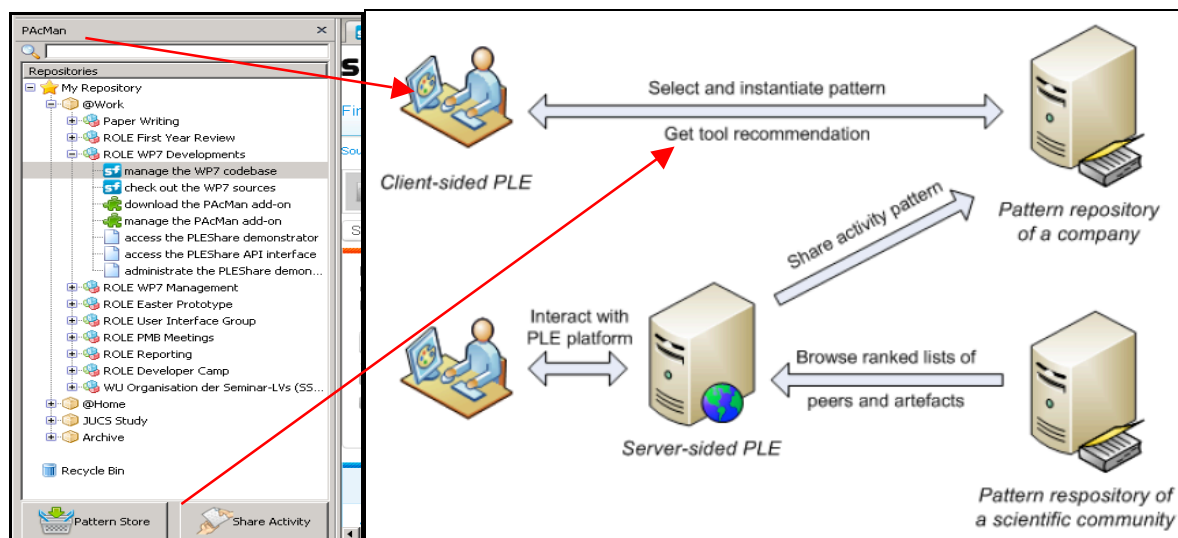 PAcMan
Repositories
My Repository
@Work
Paper Writing
ROLE First Year Review
ROLE WP7 Developments
manage the WP7 codebase
check out the WP7 sources
download the PAcMan add-on
manage the PAcMan add-on
access the PLEShare demonstrator
access the PLEShare API interface
administrate the PLEShare demon...
ROLE WP7 Management
ROLE Easter Prototype
ROLE User Interface Group
ROLE PMB Meetings
ROLE Reporting
ROLE Developer Camp
WU Organisation der Seminar-LVs (SS...
@Home
JUCS Study
Archive
Recycle Bin
Pattern Store
Share Activity
Select and instantiate pattern
Get tool recommendation
Client-sided PLE
Pattern repository
of a company
Share activity pattern
Interact with
PLE platform
Browse ranked lists of
peers and artefacts
Server-sided PLE
Pattern respository of
a scientific community